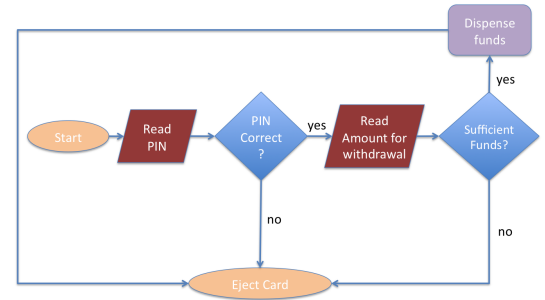 Dispense
funds
yes
Start
Read
PIN
PIN
Correct
?
yes
Read
Amount for
withdrawal
Sufficient
Funds?
no
no
Eject Card